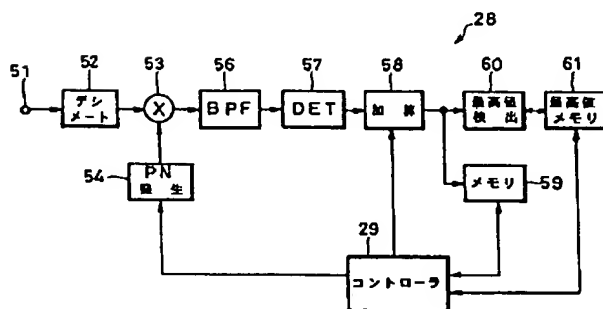 28
51
52
53
56
57
58
60
61
デシ
メート
X
BPF
DET
加 算
最高値
検 出
最高値
メモリ
54
PN
発 生
メモリ
59
29
コントローラ